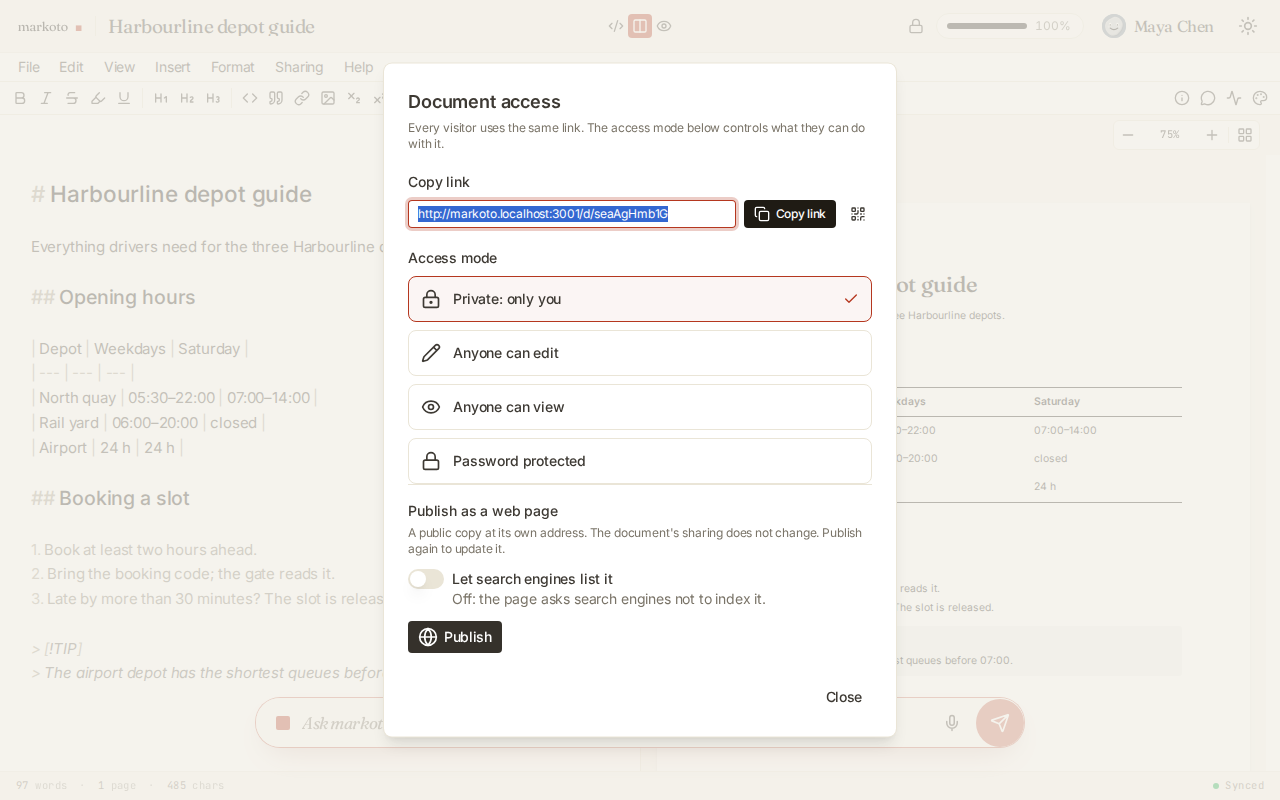 markoto
Harbourline depot guide
100%
Maya Chen
File Edit View Insert Format Sharing Help
H1 H2 H3
75%
Document access
Every visitor uses the same link. The access mode below controls what they can do
with it.
Copy link
http://markoto.localhost:3001/d/seaAgHmb1G
Copy link
Access mode
Private: only you
Anyone can edit
Anyone can view
Password protected
Publish as a web page
A public copy at its own address. The document's sharing does not change. Publish
again to update it.
Let search engines list it
Off: the page asks search engines not to index it.
Publish
Close
# Harbourline depot guide
Everything drivers need for the three Harbourline
## Opening hours
| Depot | Weekdays | Saturday |
| --- | --- | --- |
| North quay | 05:30–22:00 | 07:00–14:00 |
| Rail yard | 06:00–20:00 | closed |
| Airport | 24 h | 24 h |
## Booking a slot
1. Book at least two hours ahead.
2. Bring the booking code; the gate reads it.
3. Late by more than 30 minutes? The slot is releas
> [!TIP]
> The airport depot has the shortest queues befor
ot guide
e Harbourline depots.
kdays Saturday
0–22:00 07:00–14:00
0–20:00 closed
24 h
reads it.
he slot is released.
st queues before 07:00.
Ask markot
97 words · 1 page · 485 chars
Synced